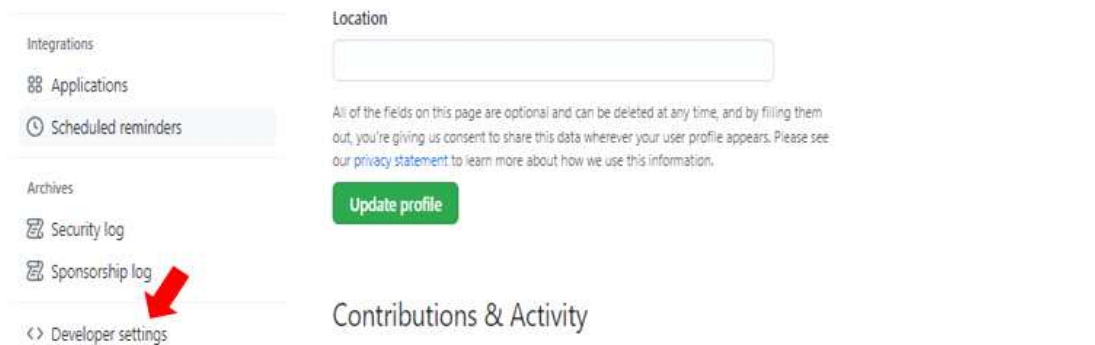 Integrations
Applications
Scheduled reminders
Archives
Security log
Sponsorship log
Developer settings
Location
All of the fields on this page are optional and can be deleted at any time, and by filling them
out, you're giving us consent to share this data wherever your user profile appears. Please see
our privacy statement to learn more about how we use this information.
Update profile
Contributions & Activity